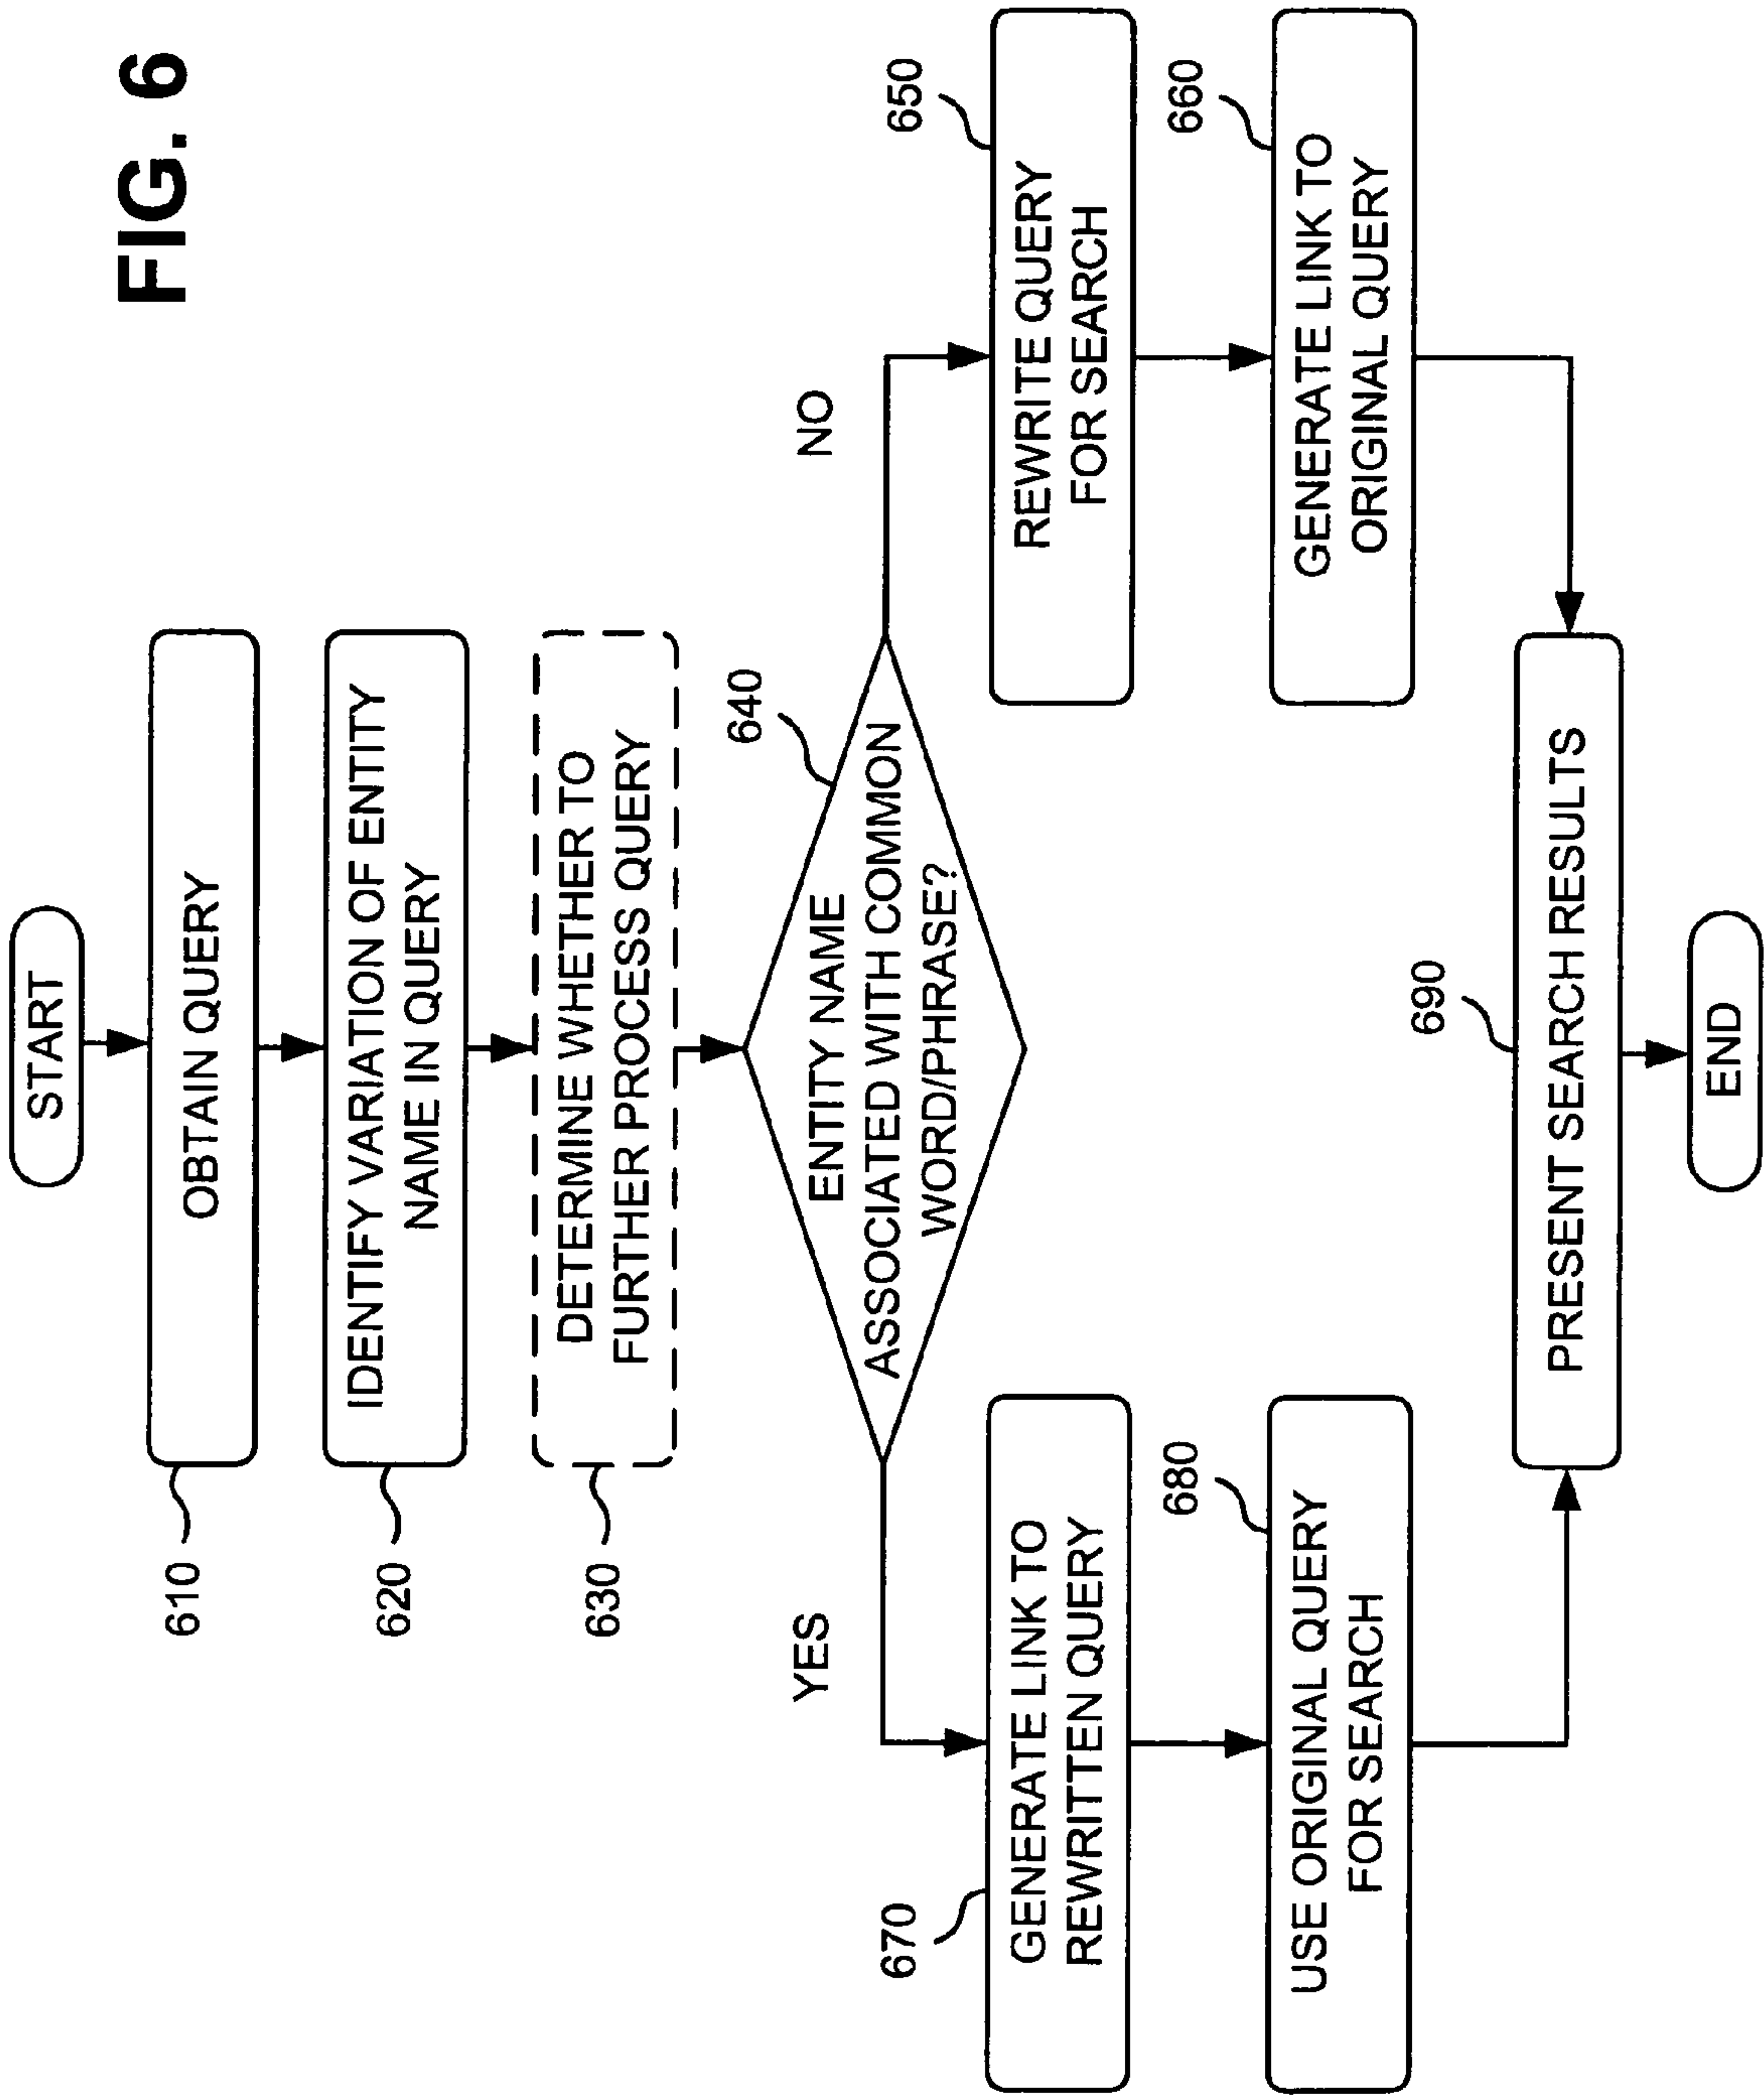 FIG. 6
START
OBTAIN QUERY
610
IDENTIFY VARIATION OF ENTITY
NAME IN QUERY
620
DETERMINE WHETHER TO
FURTHER PROCESS QUERY
630
640
ENTITY NAME
ASSOCIATED WITH COMMON
WORD/PHRASE?
YES
NO
670
GENERATE LINK TO
REWRITTEN QUERY
650
REWRITE QUERY
FOR SEARCH
680
USE ORIGINAL QUERY
FOR SEARCH
660
GENERATE LINK TO
ORIGINAL QUERY
690
PRESENT SEARCH RESULTS
END